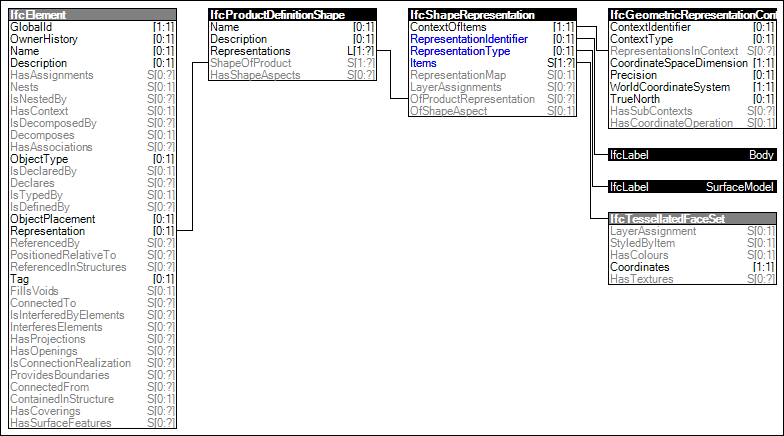 IfcElement
GlobalId [1:1]
OwnerHistory [0:1]
Name [0:1]
Description [0:1]
HasAssignments S[0:?]
Nests S[0:1]
IsNestedBy S[0:?]
HasContext S[0:1]
IsDecomposedBy S[0:?]
Decomposes S[0:1]
HasAssociations S[0:?]
ObjectType [0:1]
IsDeclaredBy S[0:1]
Declares S[0:?]
IsTypedBy S[0:1]
IsDefinedBy S[0:?]
ObjectPlacement [0:1]
Representation [0:1]
ReferencedBy S[0:?]
PositionedRelativeTo S[0:?]
ReferencedInStructures S[0:?]
Tag [0:1]
FillsVoids S[0:1]
ConnectedTo S[0:?]
IsInterferedByElements S[0:?]
InterferesElements S[0:?]
HasProjections S[0:?]
HasOpenings S[0:?]
IsConnectionRealization S[0:?]
ProvidesBoundaries S[0:?]
ConnectedFrom S[0:?]
ContainedInStructure S[0:1]
HasCoverings S[0:?]
HasSurfaceFeatures S[0:?]
IfcProductDefinitionShape
Name [0:1]
Description [0:1]
Representations L[1:?]
ShapeOfProduct S[1:?]
HasShapeAspects S[0:?]
IfcShapeRepresentation
ContextOfItems [1:1]
RepresentationIdentifier [0:1]
RepresentationType [0:1]
Items S[1:?]
RepresentationMap S[0:1]
LayerAssignments S[0:?]
OfProductRepresentation S[0:?]
OfShapeAspect S[0:1]
IfcGeometricRepresentationCon
ContextIdentifier [0:1]
ContextType [0:1]
RepresentationsInContext S[0:?]
CoordinateSpaceDimension [1:1]
Precision [0:1]
WorldCoordinateSystem [1:1]
TrueNorth [0:1]
HasSubContexts S[0:?]
HasCoordinateOperation S[0:1]
IfcLabel Body
IfcLabel SurfaceModel
IfcTessellatedFaceSet
LayerAssignment S[0:1]
StyledByItem S[0:1]
HasColours S[0:1]
Coordinates [1:1]
HasTextures S[0:?]